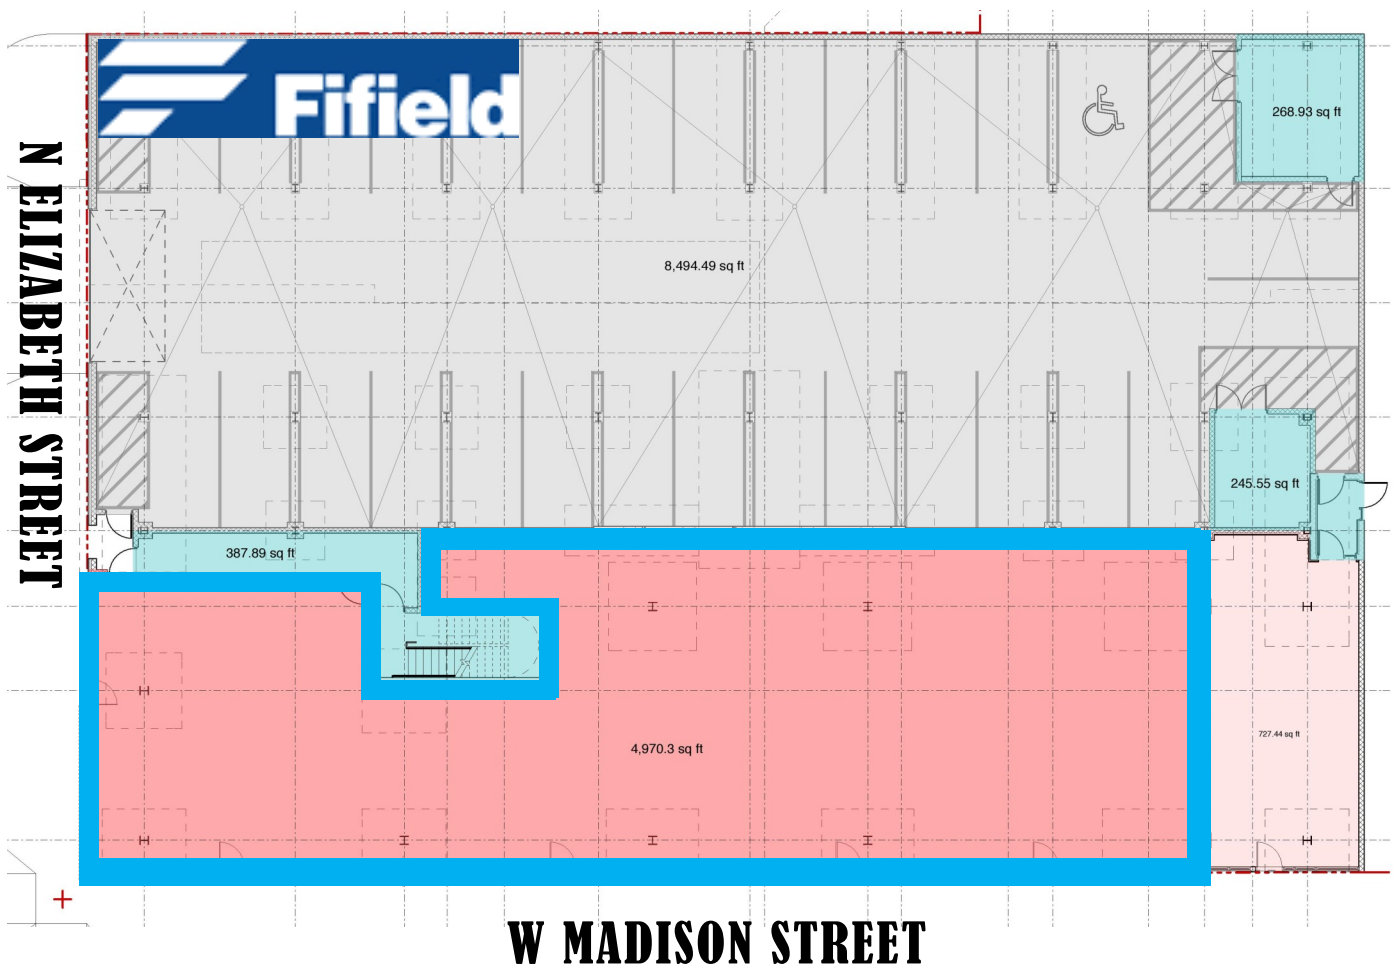 Fifield
268.93 sq ft
N ELIZABETH STREET
8,494.49 sq ft
245.55 sq ft
387.89 sq ft
727.44 sq ft
4,970.3 sq ft
W MADISON STREET